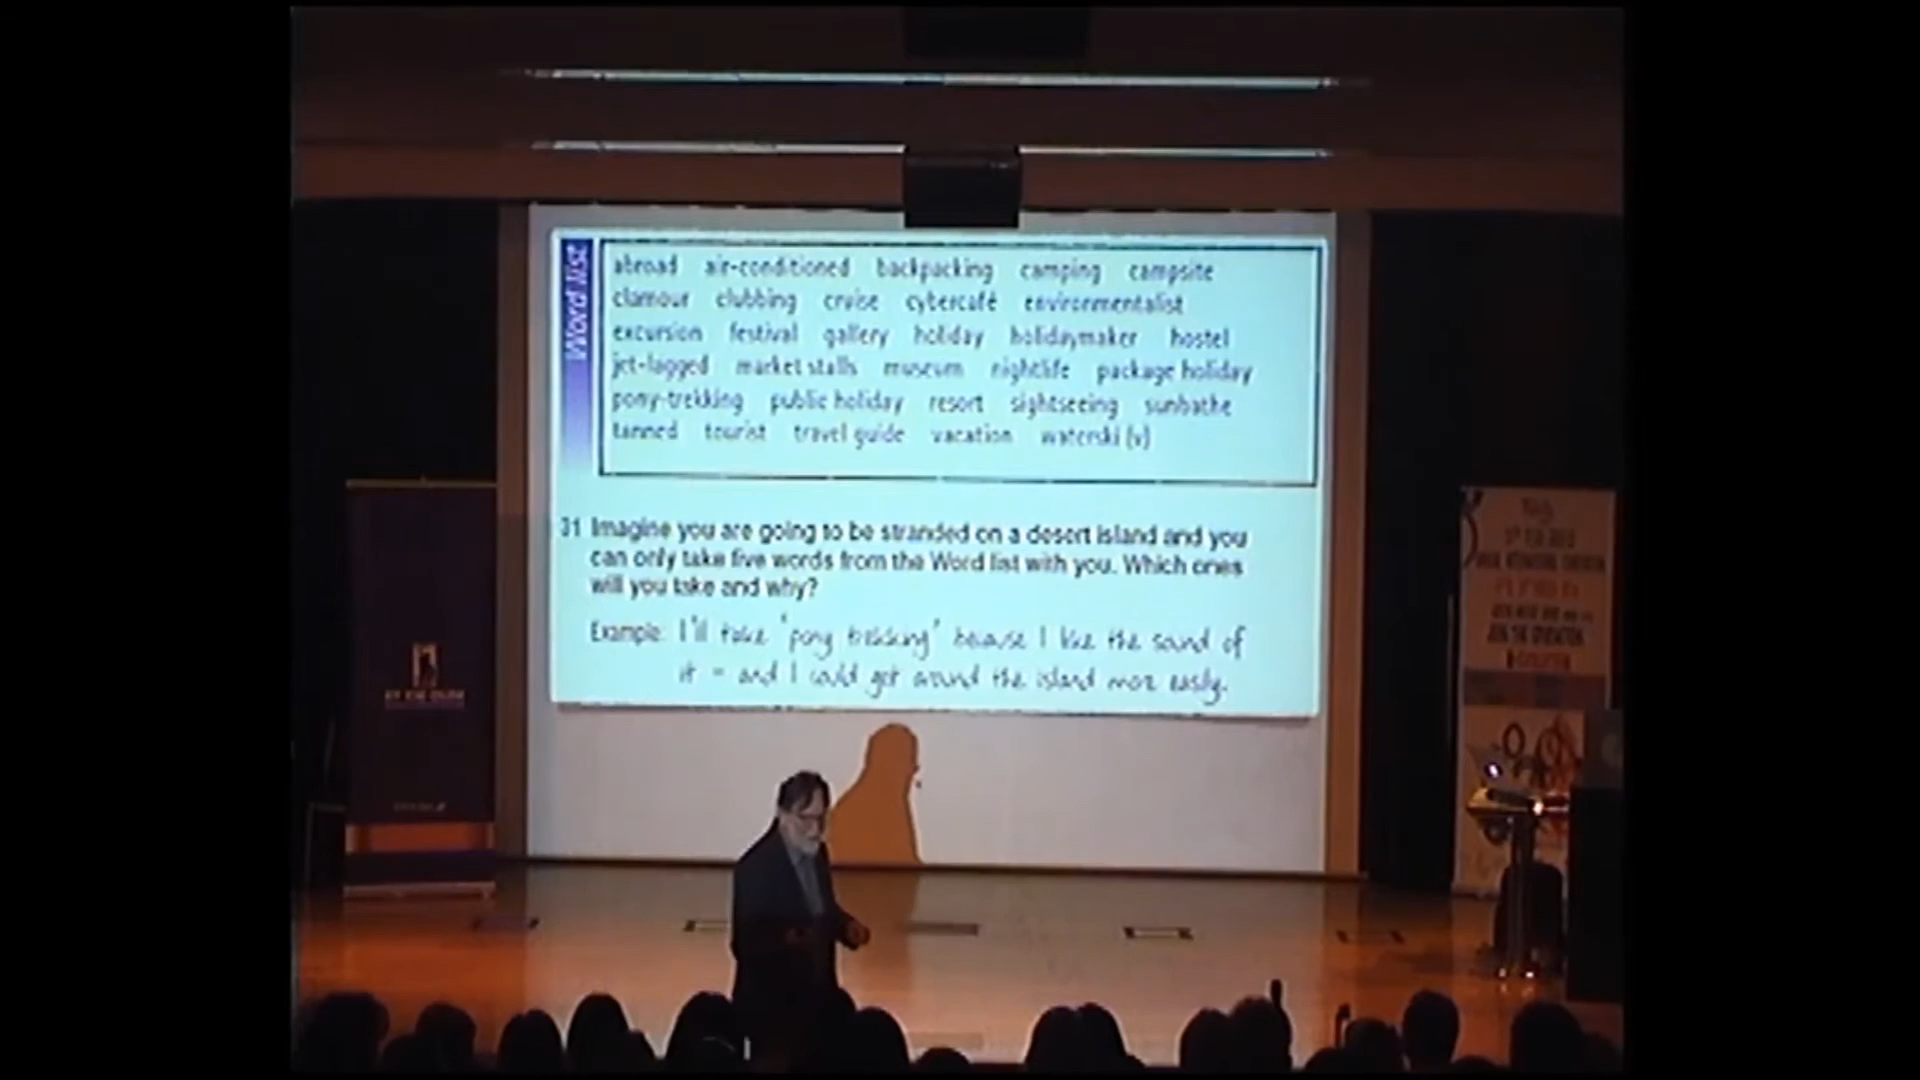 Word list
abroad air-conditioned backpacking camping campsite
clamour clubbing cruise cybercafé environmentalist
excursion festival gallery holiday holidaymaker hostel
jet-lagged market stalls museum nightlife package holiday
pony-trekking public holiday resort sightseeing sunbathe
tanned tourist travel guide vacation waterski (v)
31 Imagine you are going to be stranded on a desert island and you
can only take five words from the Word list with you. Which ones
will you take and why?
Example: I'll take 'pony trekking' because I like the sound of
it - and I could get around the island more easily.